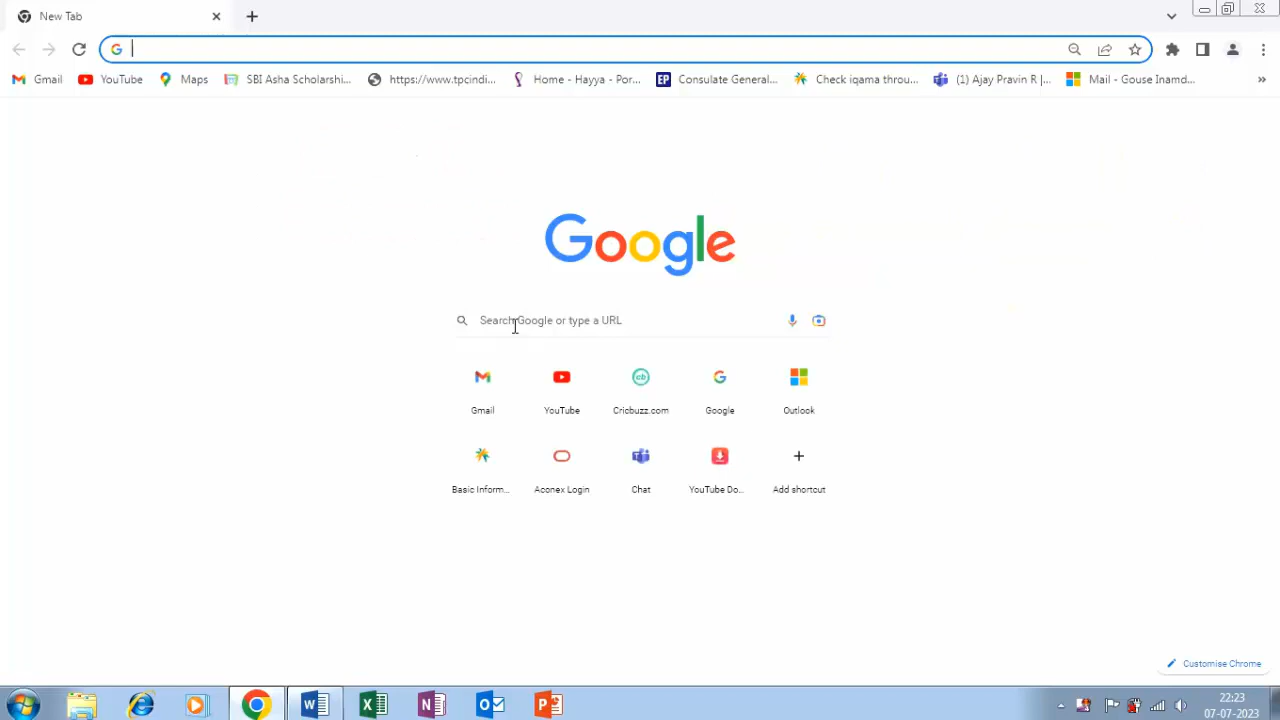 New Tab
Gmail YouTube Maps SBI Asha Scholarshi... https://www.tpcindi... Home - Hayya - Por... EP Consulate General... Check iqama throu... (1) Ajay Pravin R |... Mail - Gouse Inamd... »
Google
Search Google or type a URL
Gmail YouTube Cricbuzz.com Google Outlook
Basic Inform... Aconex Login Chat YouTube Do... Add shortcut
Customise Chrome
22:23
07-07-2023